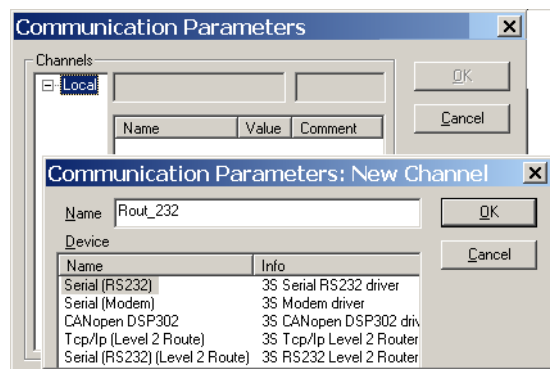 Communication Parameters
Channels
Local
OK
Cancel
Name Value Comment
Communication Parameters: New Channel
Name Rout_232
OK
Device
Cancel
Name Info
Serial (RS232) 3S Serial RS232 driver
Serial (Modem) 3S Modem driver
CANopen DSP302 3S CANopen DSP302 driv
Tcp/Ip (Level 2 Route) 3S Tcp/Ip Level 2 Router
Serial (RS232) (Level 2 Route) 3S RS232 Level 2 Router